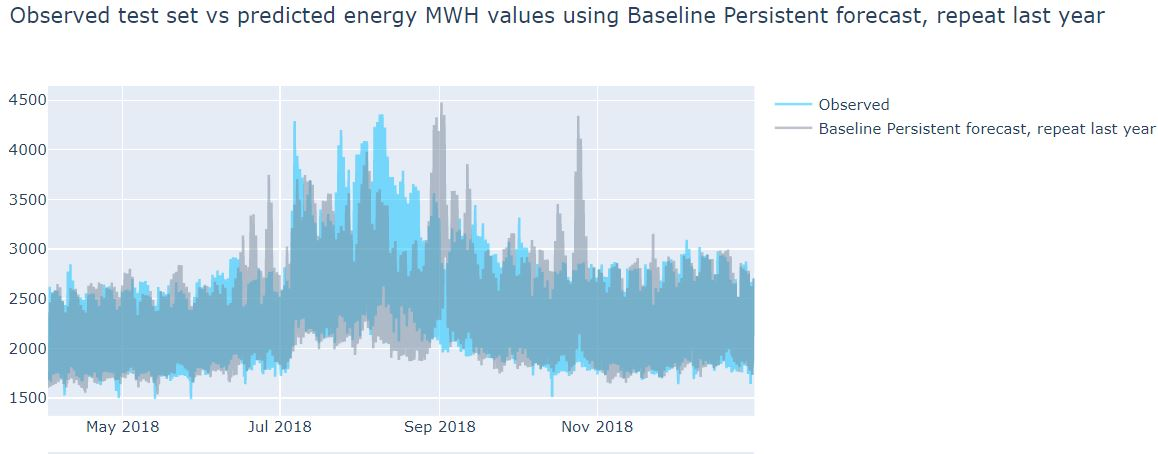 Observed test set vs predicted energy MWH values using Baseline Persistent forecast, repeat last year
4500
4000
3500
3000
2500
2000
1500
May 2018
Jul 2018
Sep 2018
Nov 2018
Observed
Baseline Persistent forecast, repeat last year